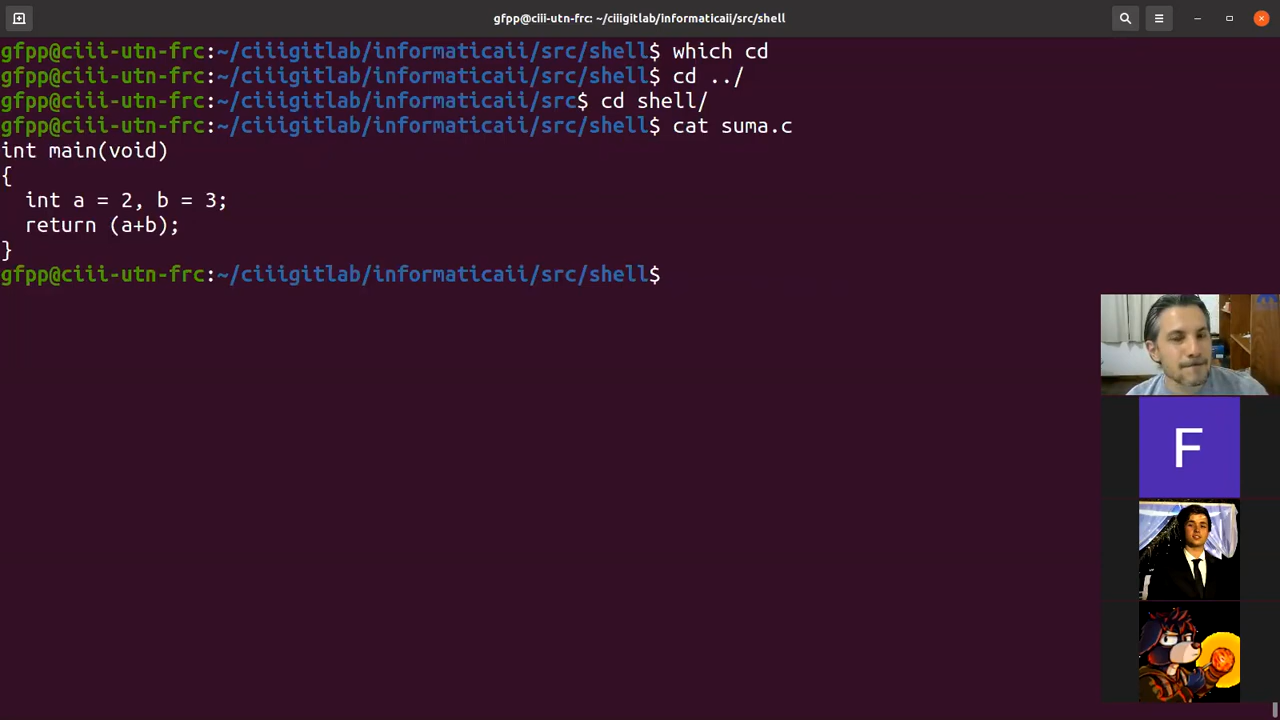 gfpp@ciii-utn-frc: ~/ciiigitlab/informaticaii/src/shell
gfpp@ciii-utn-frc:~/ciiigitlab/informaticaii/src/shell$ which cd
gfpp@ciii-utn-frc:~/ciiigitlab/informaticaii/src/shell$ cd ../
gfpp@ciii-utn-frc:~/ciiigitlab/informaticaii/src$ cd shell/
gfpp@ciii-utn-frc:~/ciiigitlab/informaticaii/src/shell$ cat suma.c
int main(void)
{
  int a = 2, b = 3;
  return (a+b);
}
gfpp@ciii-utn-frc:~/ciiigitlab/informaticaii/src/shell$
F